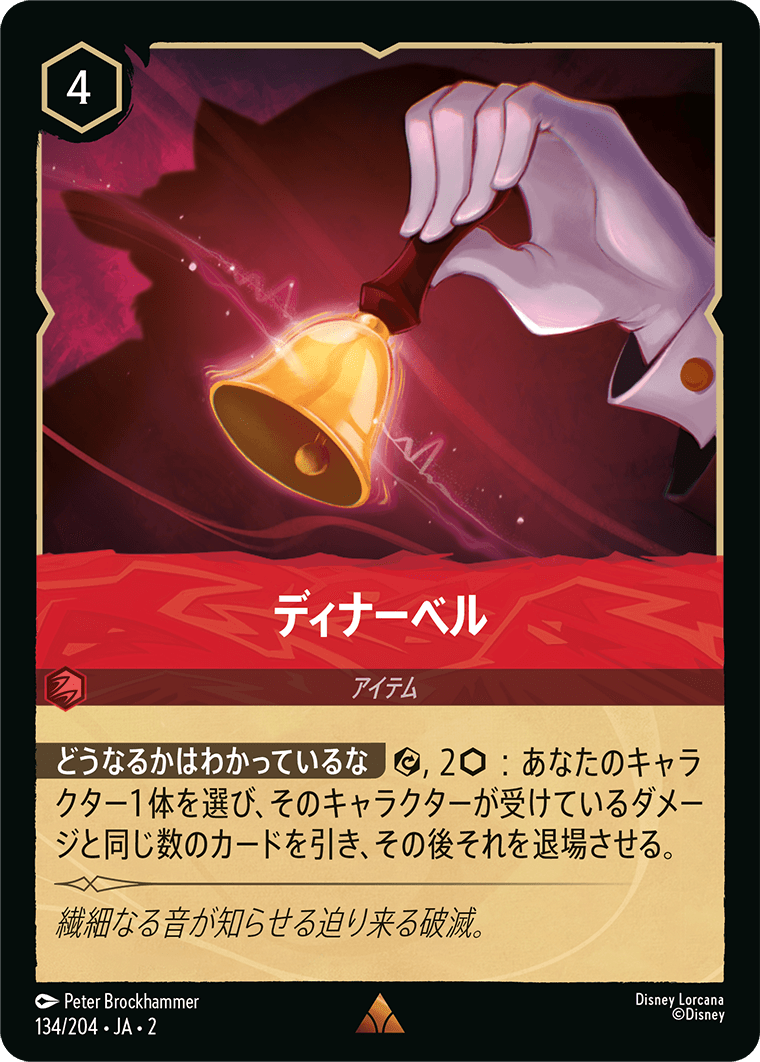 4
ディナーベル
アイテム
どうなるかはわかっているな , 2 : あなたのキャラ
クター1体を選び、そのキャラクターが受けているダメー
ジと同じ数のカードを引き、その後それを退場させる。
繊細なる音が知らせる迫り来る破滅。
Peter Brockhammer
134/204 • JA • 2
Disney Lorcana
©Disney